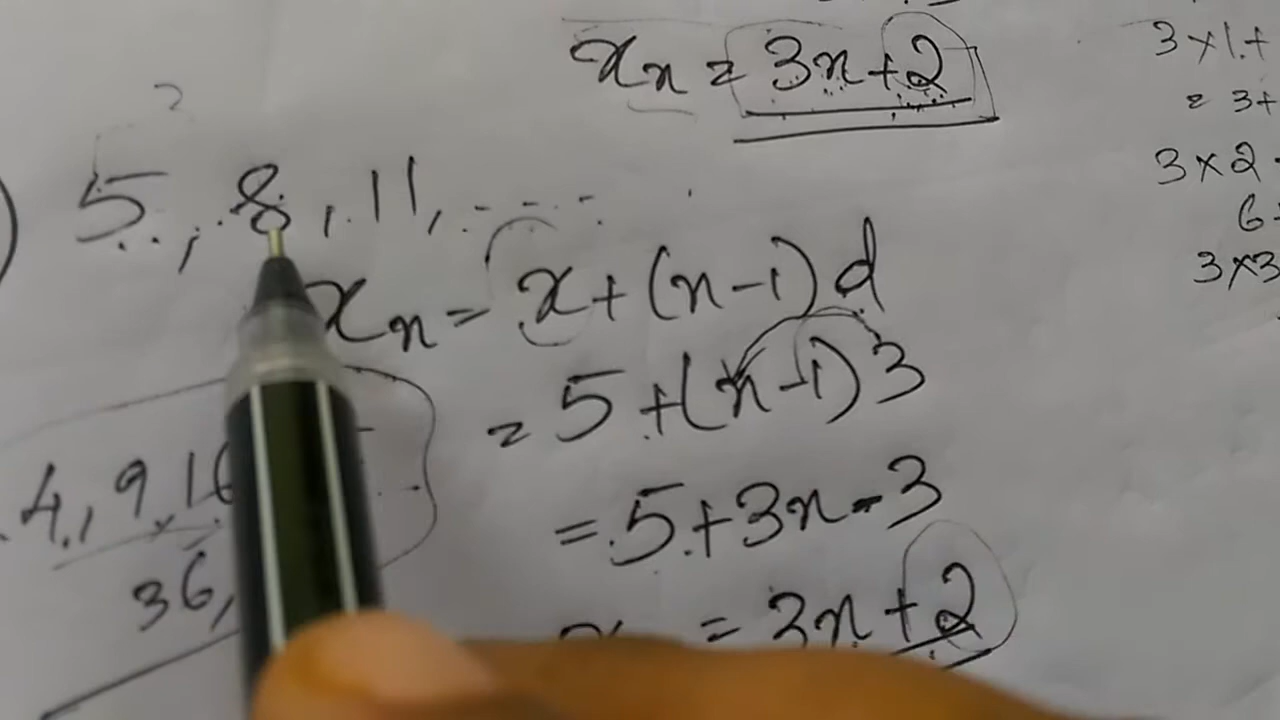 xn = 3n+2
3×1+
= 3+
3×2
6
3×3
) 5, 8, 11, ......
xn = x+(n-1)d
= 5+(n-1)3
= 5+3n-3
= 3n+2
4, 9, 16
36,